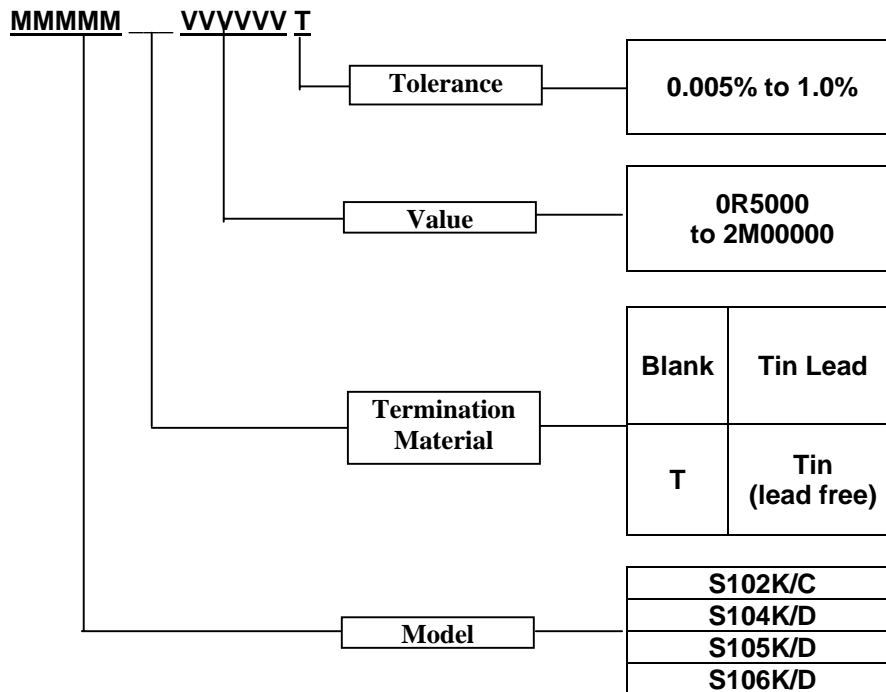 MMMMM ___ VVVVVV T
Tolerance
0.005% to 1.0%
Value
0R5000
to 2M00000
Termination
Material
Blank
Tin Lead
T
Tin
(lead free)
Model
S102K/C
S104K/D
S105K/D
S106K/D